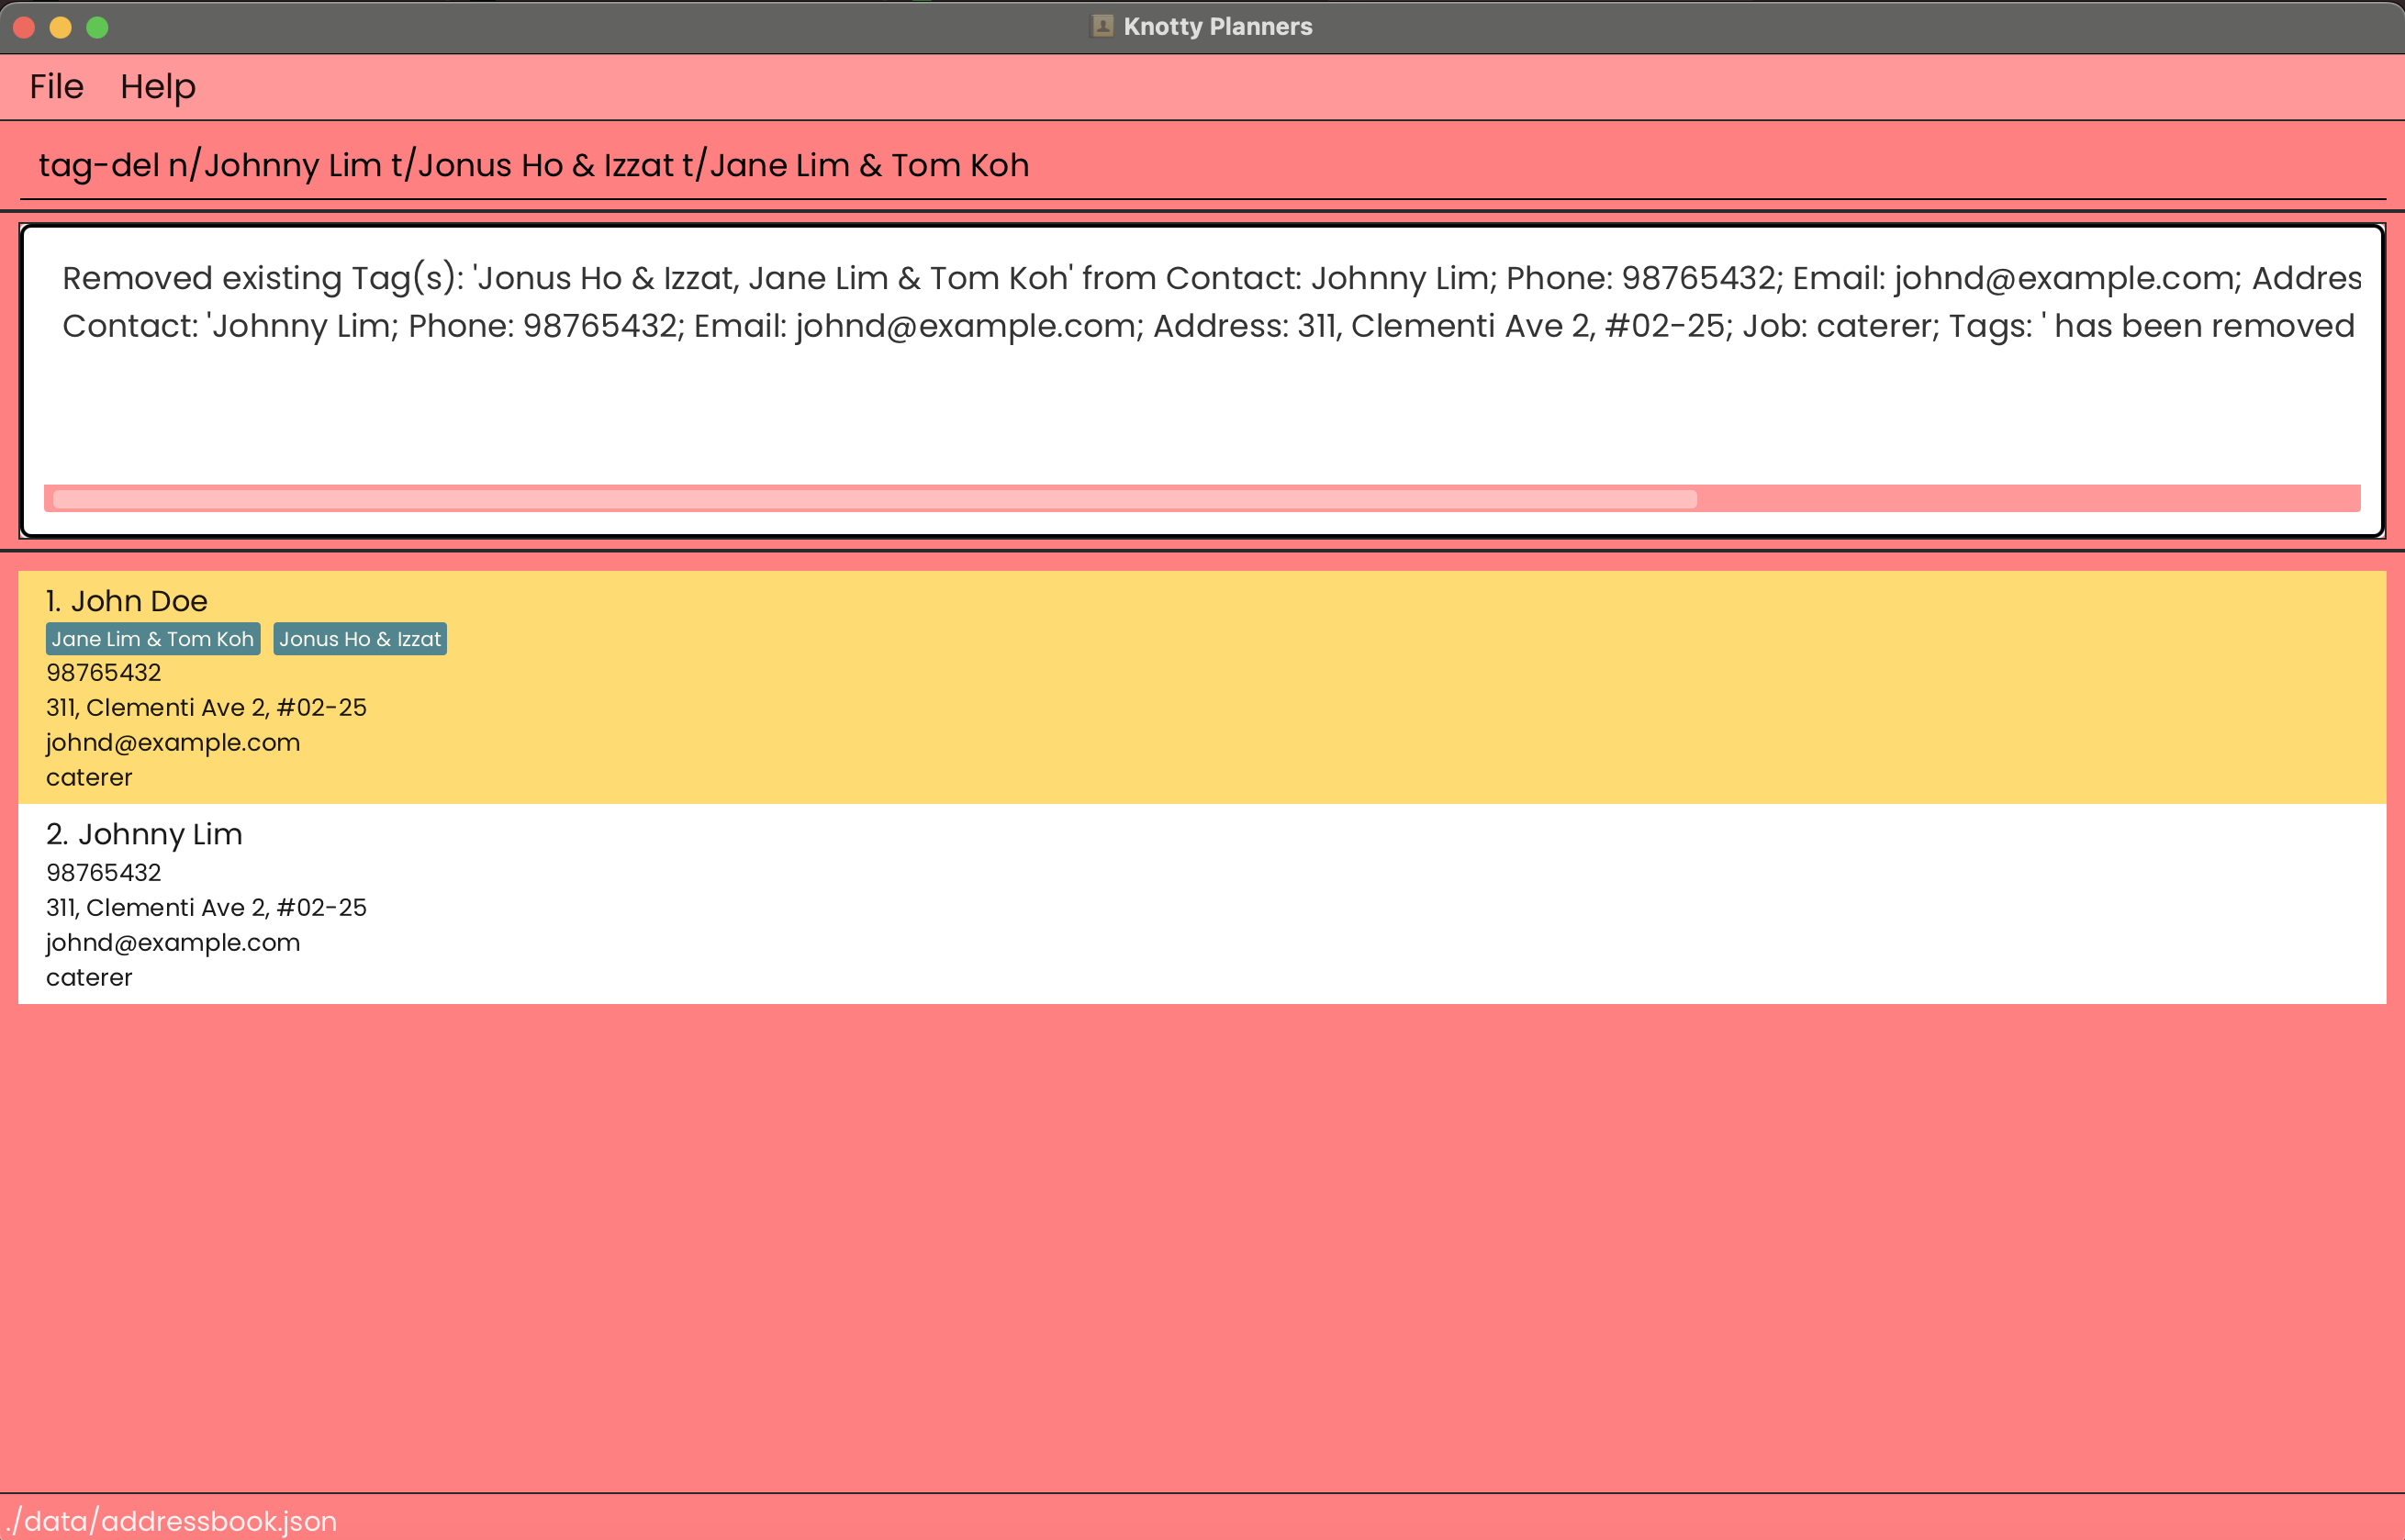 Knotty Planners
File Help
tag-del n/Johnny Lim t/Jonus Ho & Izzat t/Jane Lim & Tom Koh
Removed existing Tag(s): 'Jonus Ho & Izzat, Jane Lim & Tom Koh' from Contact: Johnny Lim; Phone: 98765432; Email: johnd@example.com; Addres
Contact: 'Johnny Lim; Phone: 98765432; Email: johnd@example.com; Address: 311, Clementi Ave 2, #02-25; Job: caterer; Tags: ' has been removed
1. John Doe
Jane Lim & Tom Koh Jonus Ho & Izzat
98765432
311, Clementi Ave 2, #02-25
johnd@example.com
caterer
2. Johnny Lim
98765432
311, Clementi Ave 2, #02-25
johnd@example.com
caterer
./data/addressbook.json